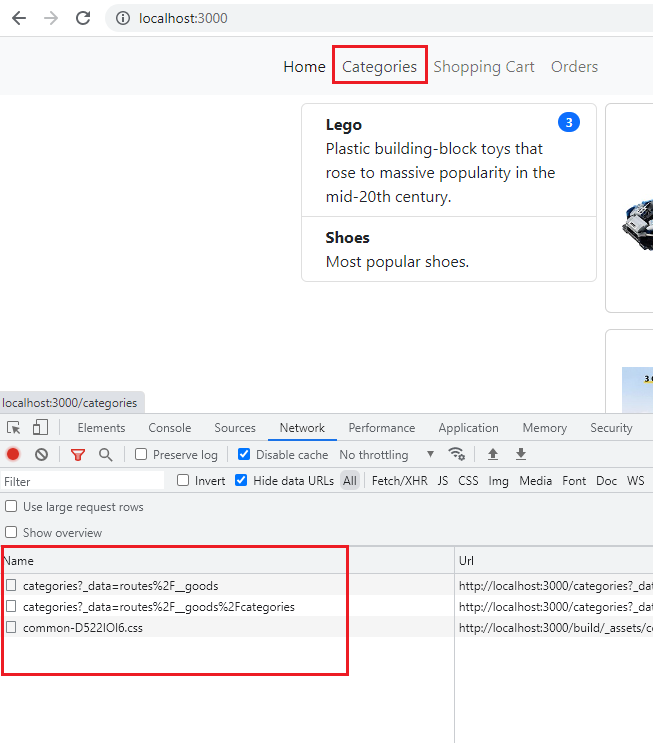 localhost:3000
Home Categories Shopping Cart Orders
Lego 3
Plastic building-block toys that
rose to massive popularity in the
mid-20th century.
Shoes
Most popular shoes.
localhost:3000/categories
Elements Console Sources Network Performance Application Memory Security
Preserve log Disable cache No throttling
Filter Invert Hide data URLs All Fetch/XHR JS CSS Img Media Font Doc WS
Use large request rows
Show overview
Name Url
categories?_data=routes%2F__goods http://localhost:3000/categories?_da
categories?_data=routes%2F__goods%2Fcategories http://localhost:3000/categories?_da
common-D522IOI6.css http://localhost:3000/build/_assets/c